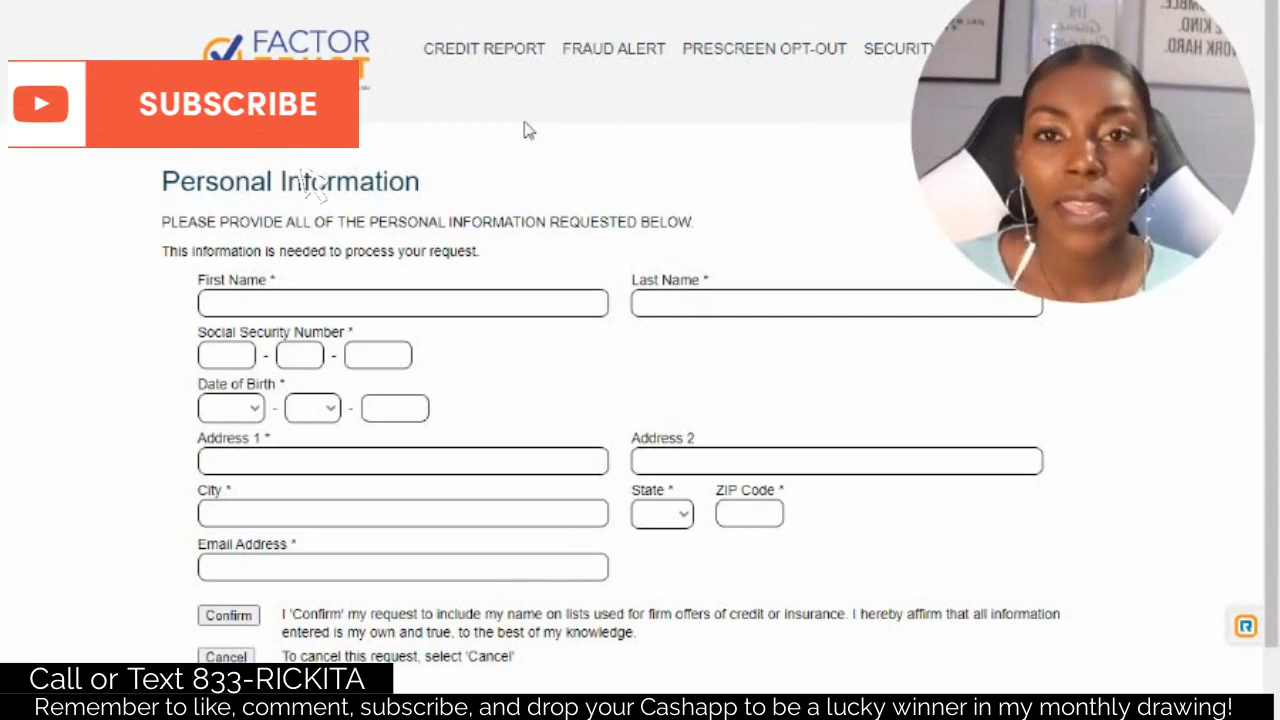 FACTOR
CREDIT REPORT FRAUD ALERT PRESCREEN OPT-OUT SECURITY
SUBSCRIBE
KIND.
WORK HARD.
Personal Information
PLEASE PROVIDE ALL OF THE PERSONAL INFORMATION REQUESTED BELOW.
This information is needed to process your request.
First Name * Last Name *
Social Security Number *
- -
Date of Birth *
- -
Address 1 * Address 2
City * State * ZIP Code *
Email Address *
Confirm I 'Confirm' my request to include my name on lists used for firm offers of credit or insurance. I hereby affirm that all information
entered is my own and true, to the best of my knowledge.
Cancel To cancel this request, select 'Cancel'
Call or Text 833-RICKITA
Remember to like, comment, subscribe, and drop your Cashapp to be a lucky winner in my monthly drawing!